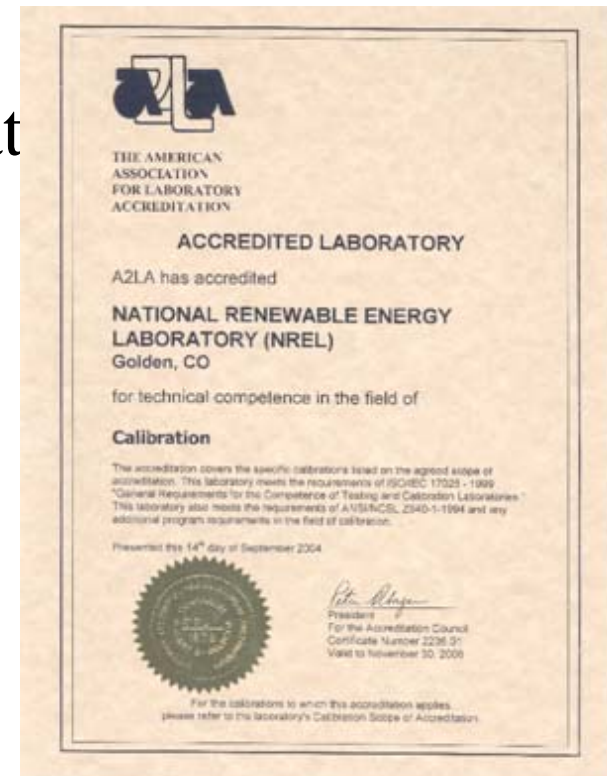 at
A2LA
THE AMERICAN
ASSOCIATION
FOR LABORATORY
ACCREDITATION
ACCREDITED LABORATORY
A2LA has accredited
NATIONAL RENEWABLE ENERGY
LABORATORY (NREL)
Golden, CO
for technical competence in the field of
Calibration
The accreditation covers the specific calibrations listed on the agreed scope of
accreditation. This laboratory meets the requirements of ISO/IEC 17025 - 1999
"General Requirements for the Competence of Testing and Calibration Laboratories."
This laboratory also meets the requirements of ANSI/NCSL Z540-1-1994 and any
additional program requirements in the field of calibration.
Presented this 14th day of September 2004
President
For the Accreditation Council
Certificate Number 2236.01
Valid to November 30, 2006
For the calibrations to which this accreditation applies,
please refer to the laboratory's Calibration Scope of Accreditation